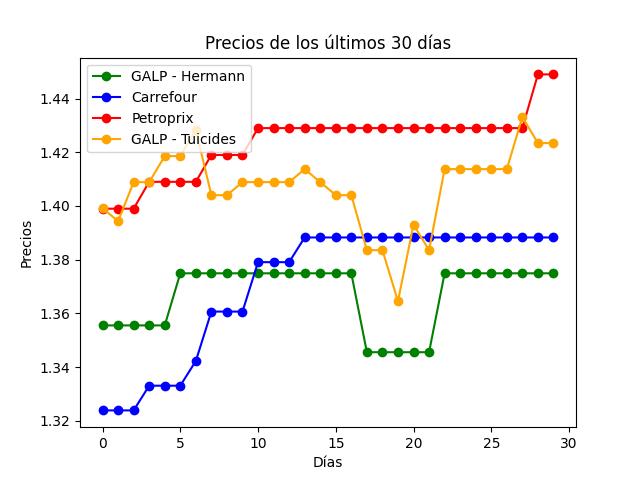 Precios de los últimos 30 días
GALP - Hermann
Carrefour
Petroprix
GALP - Tuicides
1.44
1.42
1.40
1.38
1.36
1.34
1.32
Precios
0 5 10 15 20 25 30
Días